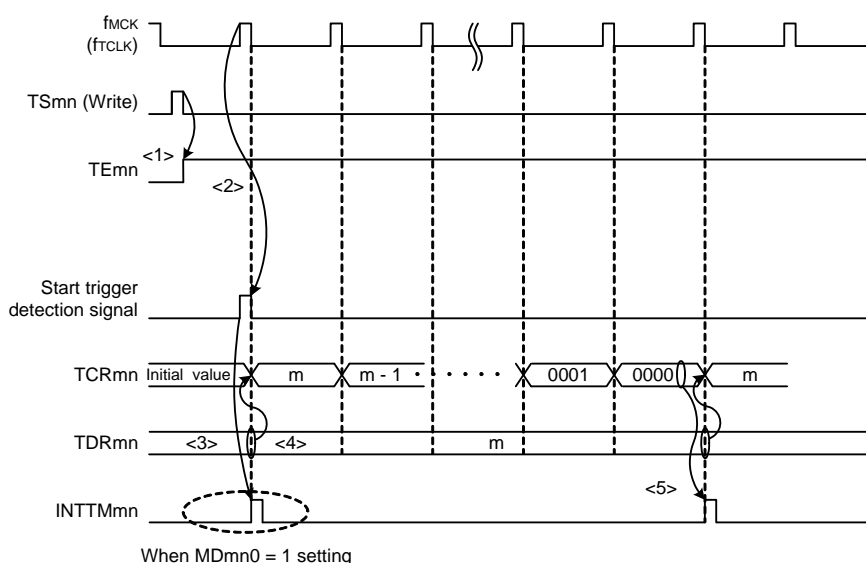 fMCK
(fTCLK)
TSmn (Write)
<1>
TEmn
<2>
Start trigger
detection signal
TCRmn Initial value m m - 1 · · · · · · 0001 0000 m
TDRmn <3> <4> m
<5>
INTTMmn
When MDmn0 = 1 setting